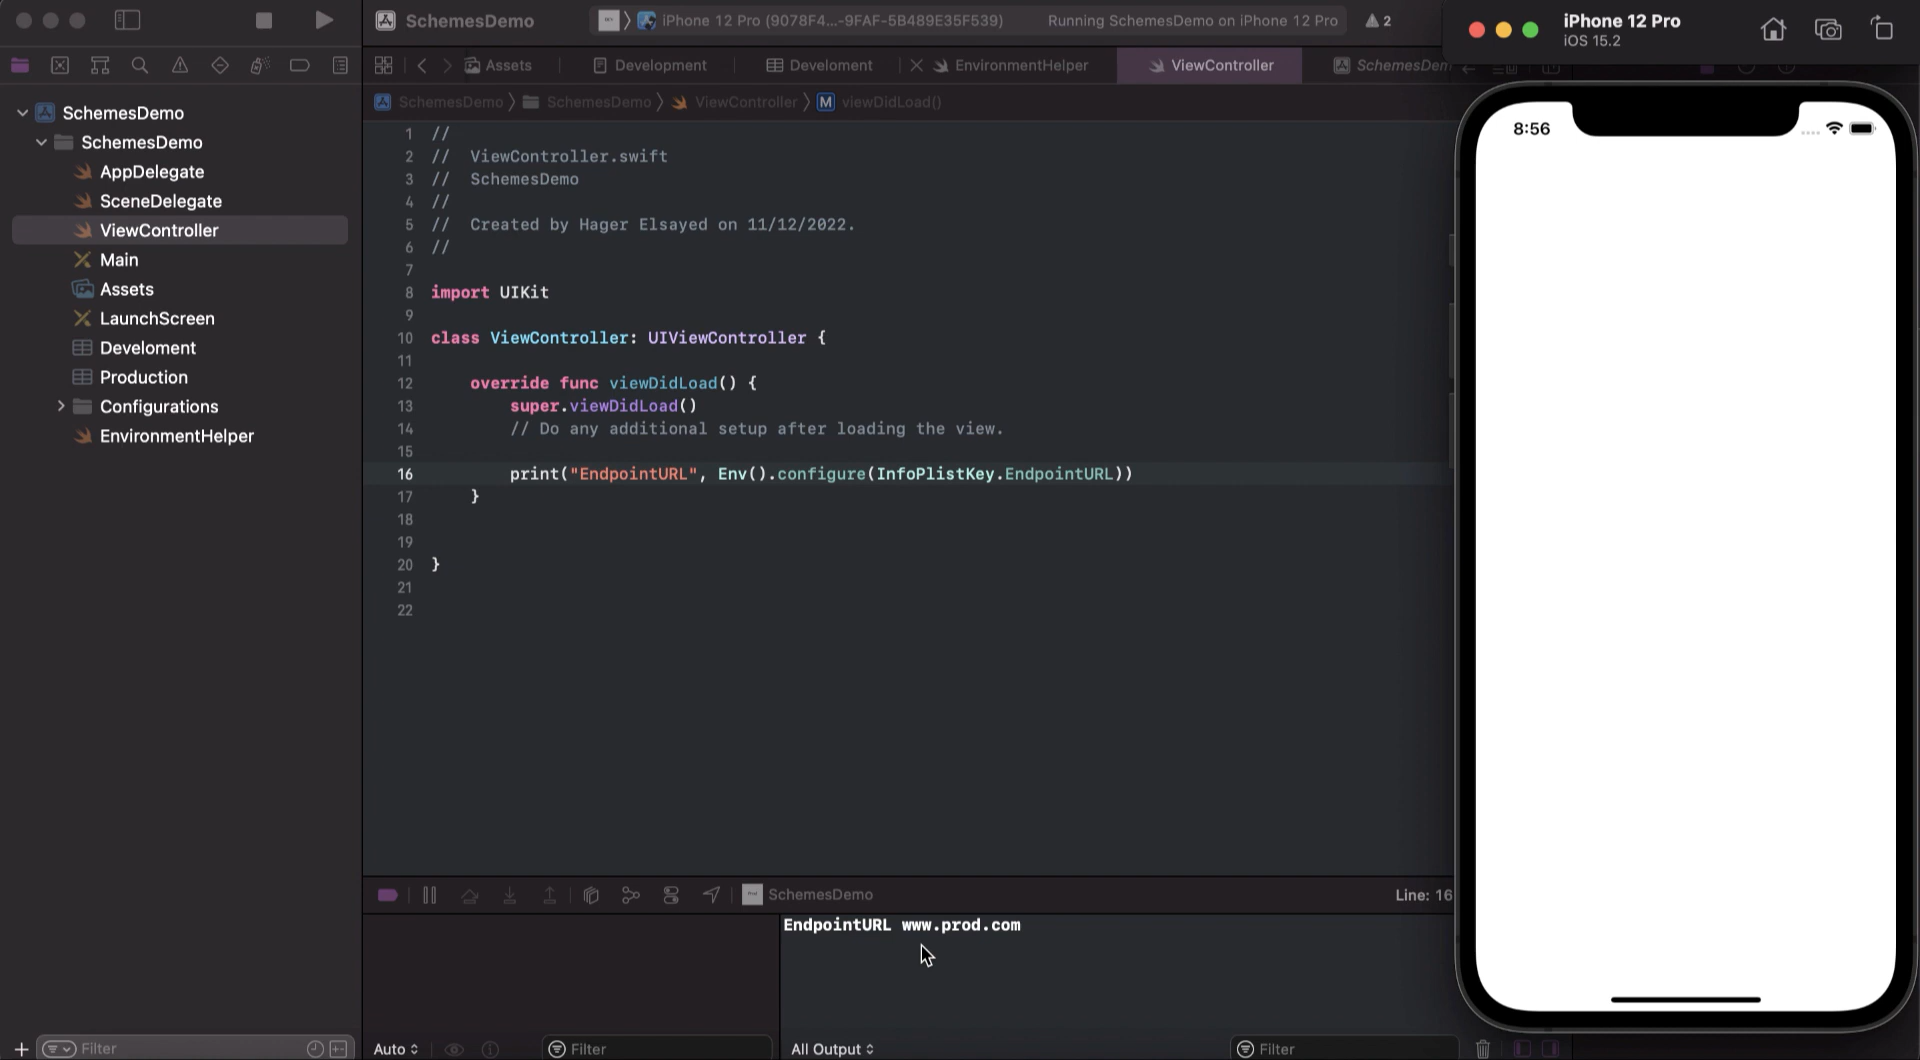 SchemesDemo
iPhone 12 Pro (9078F4...-9FAF-5B489E35F539)
Running SchemesDemo on iPhone 12 Pro
2
iPhone 12 Pro
iOS 15.2
Assets
Development
Develoment
EnvironmentHelper
ViewController
SchemesDem
SchemesDemo
SchemesDemo
ViewController
M viewDidLoad()
SchemesDemo
SchemesDemo
AppDelegate
SceneDelegate
ViewController
Main
Assets
LaunchScreen
Develoment
Production
Configurations
EnvironmentHelper
1 //
2 //  ViewController.swift
3 //  SchemesDemo
4 //
5 //  Created by Hager Elsayed on 11/12/2022.
6 //
7
8 import UIKit
9
10 class ViewController: UIViewController {
11
12     override func viewDidLoad() {
13         super.viewDidLoad()
14         // Do any additional setup after loading the view.
15
16         print("EndpointURL", Env().configure(InfoPlistKey.EndpointURL))
17     }
18
19
20 }
21
22
8:56
SchemesDemo
Line: 16
EndpointURL www.prod.com
Filter
Auto
Filter
All Output
Filter